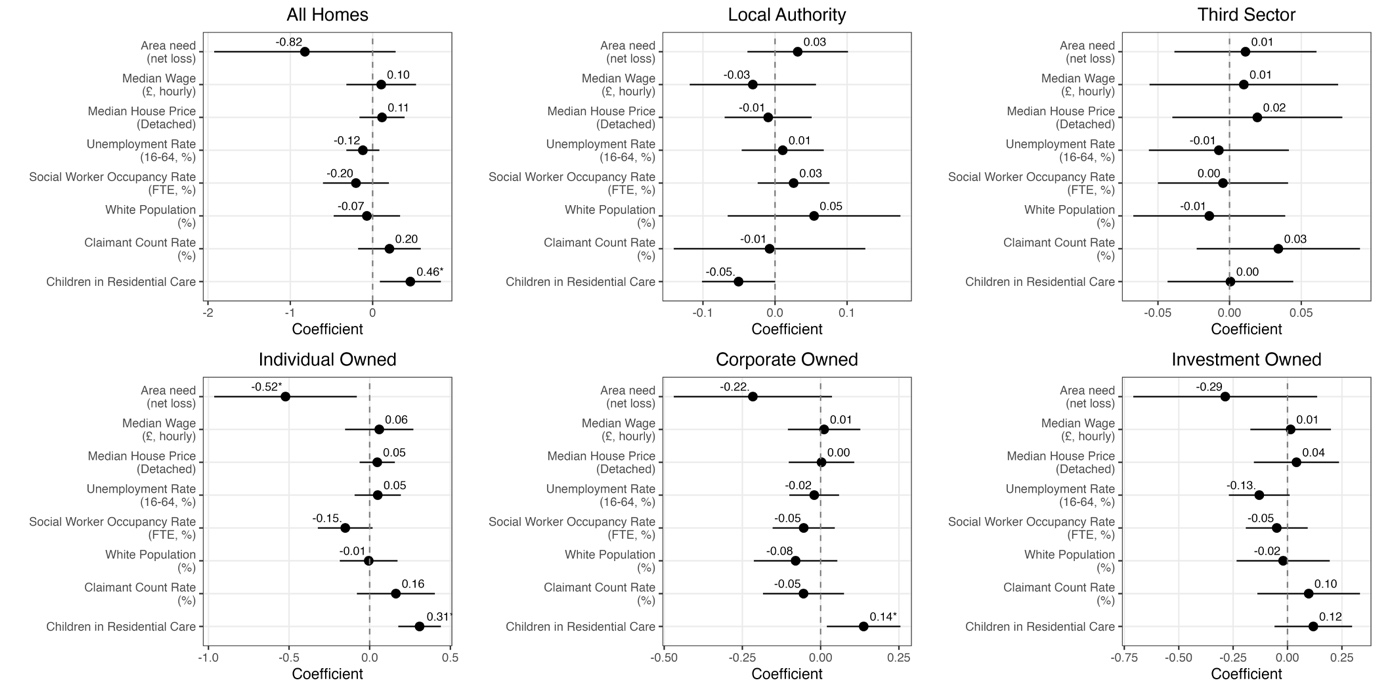 All Homes
Area need
(net loss)
Median Wage
(£, hourly)
Median House Price
(Detached)
Unemployment Rate
(16-64, %)
Social Worker Occupancy Rate
(FTE, %)
White Population
(%)
Claimant Count Rate
(%)
Children in Residential Care
-0.82
0.10
0.11
-0.12
-0.20
-0.07
0.20
0.46*
-2 -1 0
Coefficient
Local Authority
Area need
(net loss)
Median Wage
(£, hourly)
Median House Price
(Detached)
Unemployment Rate
(16-64, %)
Social Worker Occupancy Rate
(FTE, %)
White Population
(%)
Claimant Count Rate
(%)
Children in Residential Care
0.03
-0.03
-0.01
0.01
0.03
0.05
-0.01
-0.05.
-0.1 0.0 0.1
Coefficient
Third Sector
Area need
(net loss)
Median Wage
(£, hourly)
Median House Price
(Detached)
Unemployment Rate
(16-64, %)
Social Worker Occupancy Rate
(FTE, %)
White Population
(%)
Claimant Count Rate
(%)
Children in Residential Care
0.01
0.01
0.02
-0.01
0.00
-0.01
0.03
0.00
-0.05 0.00 0.05
Coefficient
Individual Owned
Area need
(net loss)
Median Wage
(£, hourly)
Median House Price
(Detached)
Unemployment Rate
(16-64, %)
Social Worker Occupancy Rate
(FTE, %)
White Population
(%)
Claimant Count Rate
(%)
Children in Residential Care
-0.52*
0.06
0.05
0.05
-0.15.
-0.01
0.16
0.31*
-1.0 -0.5 0.0 0.5
Coefficient
Corporate Owned
Area need
(net loss)
Median Wage
(£, hourly)
Median House Price
(Detached)
Unemployment Rate
(16-64, %)
Social Worker Occupancy Rate
(FTE, %)
White Population
(%)
Claimant Count Rate
(%)
Children in Residential Care
-0.22.
0.01
0.00
-0.02
-0.05
-0.08
-0.05
0.14*
-0.50 -0.25 0.00 0.25
Coefficient
Investment Owned
Area need
(net loss)
Median Wage
(£, hourly)
Median House Price
(Detached)
Unemployment Rate
(16-64, %)
Social Worker Occupancy Rate
(FTE, %)
White Population
(%)
Claimant Count Rate
(%)
Children in Residential Care
-0.29
0.01
0.04
-0.13.
-0.05
-0.02
0.10
0.12
-0.75 -0.50 -0.25 0.00 0.25
Coefficient